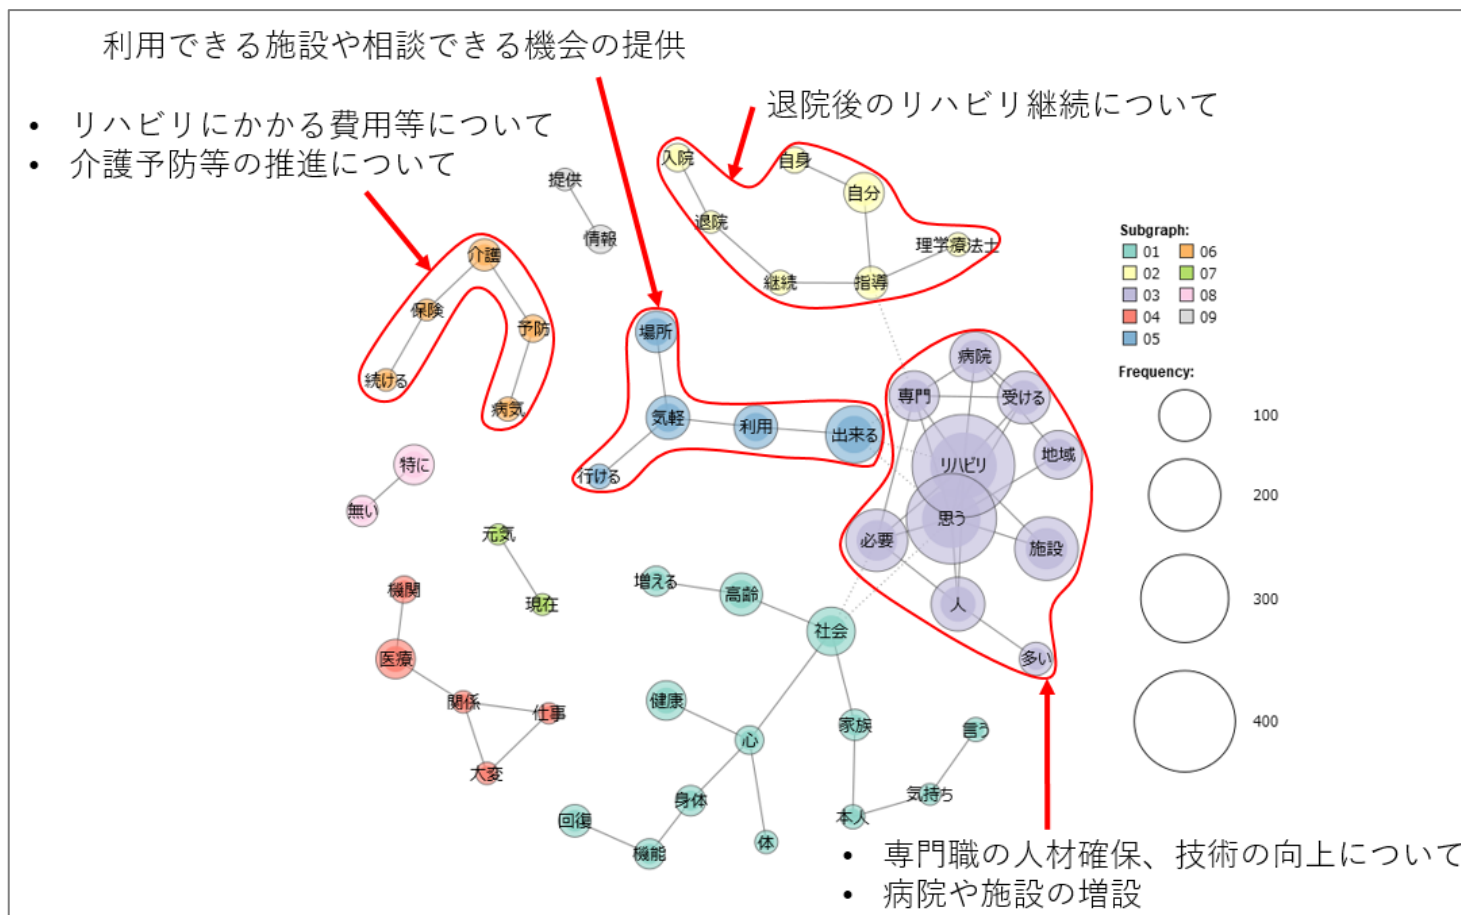 利用できる施設や相談できる機会の提供
• リハビリにかかる費用等について
• 介護予防等の推進について
退院後のリハビリ継続について
入院
自身
自分
退院
理学療法士
継続
指導
提供
情報
介護
保険
予防
続ける
病気
場所
気軽
利用
出来る
行ける
病院
専門
受ける
リハビリ
地域
思う
必要
施設
人
多い
特に
無い
元気
現在
機関
医療
関係
仕事
大変
増える
高齢
社会
健康
心
家族
言う
気持ち
本人
身体
体
回復
機能
Subgraph:
01 06
02 07
03 08
04 09
05
Frequency:
100
200
300
400
• 専門職の人材確保、技術の向上について
• 病院や施設の増設